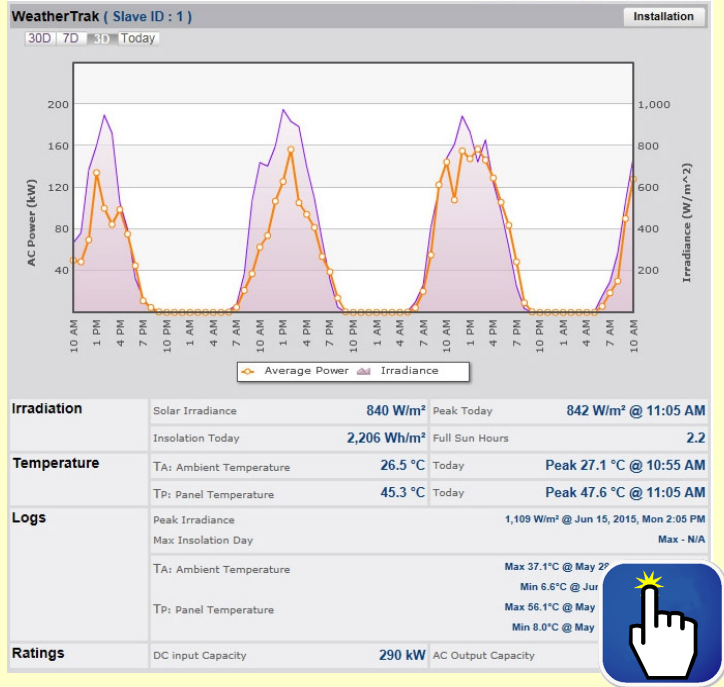 WeatherTrak ( Slave ID : 1 )
Installation
30D 7D 3D Today
200
160
120
80
40
AC Power (kW)
1,000
800
600
400
200
Irradiance (W/m^2)
10 AM 1 PM 4 PM 7 PM 10 PM 1 AM 4 AM 7 AM 10 AM 1 PM 4 PM 7 PM 10 PM 1 AM 4 AM 7 AM 10 AM 1 PM 4 PM 7 PM 10 PM 1 AM 4 AM 7 AM 10 AM
Average Power Irradiance
Irradiation Solar Irradiance 840 W/m² Peak Today 842 W/m² @ 11:05 AM
Insolation Today 2,206 Wh/m² Full Sun Hours 2.2
Temperature TA: Ambient Temperature 26.5 °C Today Peak 27.1 °C @ 10:55 AM
TP: Panel Temperature 45.3 °C Today Peak 47.6 °C @ 11:05 AM
Logs Peak Irradiance 1,109 W/m² @ Jun 15, 2015, Mon 2:05 PM
Max Insolation Day Max - N/A
TA: Ambient Temperature Max 37.1°C @ May
Min 6.6°C @
TP: Panel Temperature Max 56.1°C @ May
Min 8.0°C @ May
Ratings DC input Capacity 290 kW AC Output Capacity